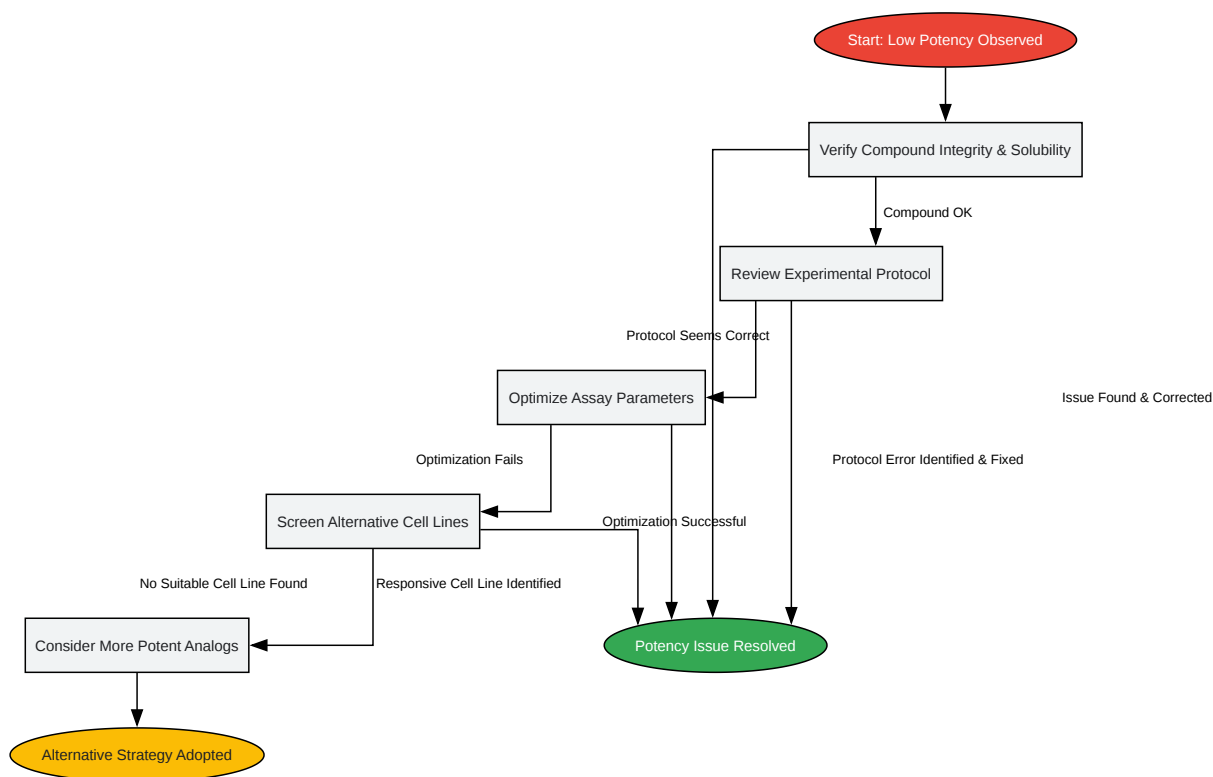 Start: Low Potency Observed
Verify Compound Integrity & Solubility
Compound OK
Review Experimental Protocol
Protocol Seems Correct
Optimize Assay Parameters
Issue Found & Corrected
Optimization Fails
Protocol Error Identified & Fixed
Screen Alternative Cell Lines
Optimization Successful
No Suitable Cell Line Found
Responsive Cell Line Identified
Consider More Potent Analogs
Potency Issue Resolved
Alternative Strategy Adopted